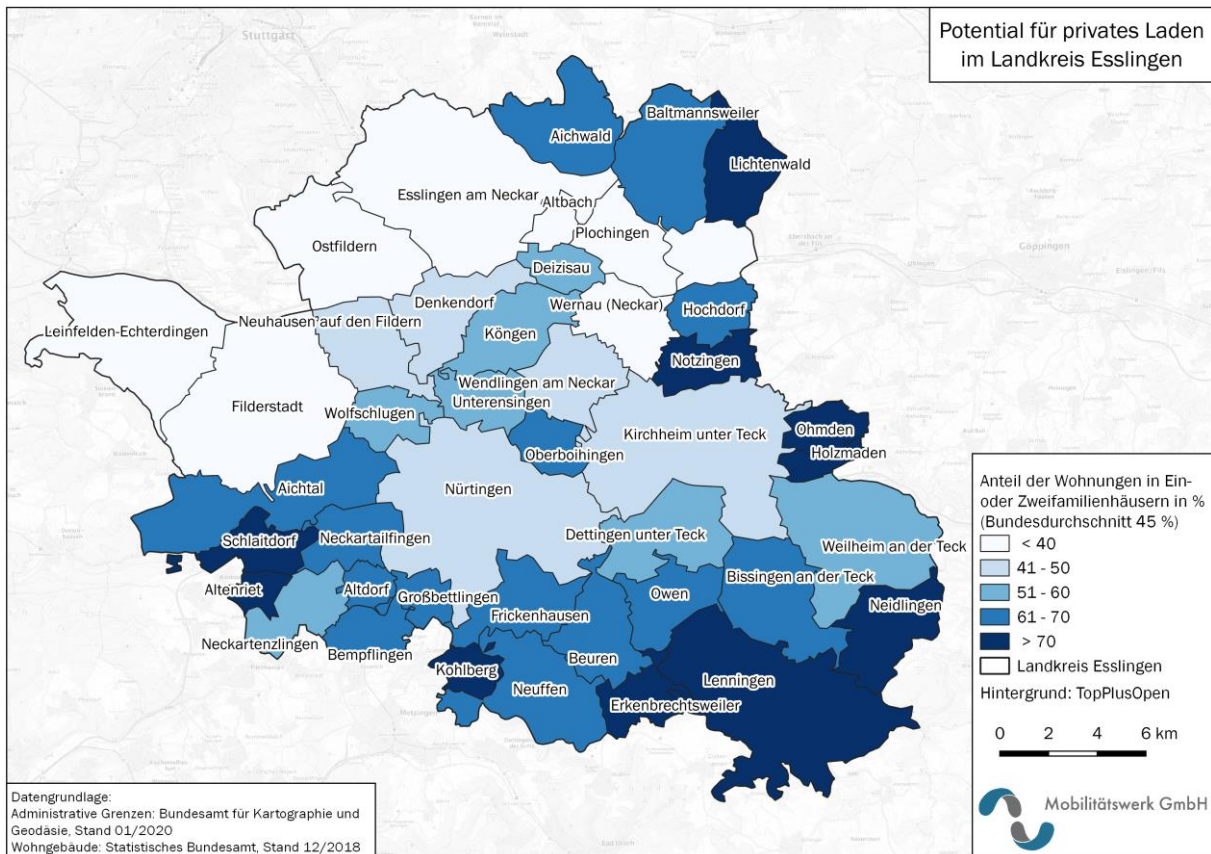 Potential für privates Laden
im Landkreis Esslingen
Stuttgart
Baltmannsweiler
Aichwald
Lichtenwald
Esslingen am Neckar
Altbach
Plochingen
Göppingen
Ostfildern
Deizisau
Denkendorf
Wernau (Neckar)
Hochdorf
Leinfelden-Echterdingen
Neuhausen auf den Fildern
Köngen
Notzingen
Wendlingen am Neckar
Unterensingen
Filderstadt
Wolfschlugen
Kirchheim unter Teck
Ohmden
Holzmaden
Oberboihingen
Aichtal
Nürtingen
Dettingen unter Teck
Weilheim an der Teck
Schlaitdorf
Neckartailfingen
Bissingen an der Teck
Altenriet
Altdorf
Großbettlingen
Owen
Neidlingen
Frickenhausen
Neckartenzlingen
Bempflingen
Beuren
Kohlberg
Lenningen
Neuffen
Erkenbrechtsweiler
Metzingen
Bad Urach
Anteil der Wohnungen in Ein-
oder Zweifamilienhäusern in %
(Bundesdurchschnitt 45 %)
< 40
41 - 50
51 - 60
61 - 70
> 70
Landkreis Esslingen
Hintergrund: TopPlusOpen
0 2 4 6 km
Mobilitätswerk GmbH
Datengrundlage:
Administrative Grenzen: Bundesamt für Kartographie und
Geodäsie, Stand 01/2020
Wohngebäude: Statistisches Bundesamt, Stand 12/2018